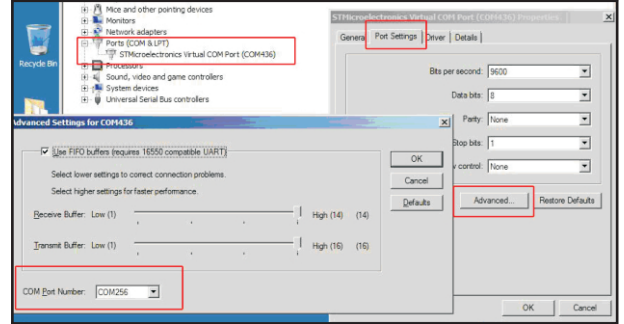 Mice and other pointing devices
Monitors
Network adapters
Ports (COM & LPT)
STMicroelectronics Virtual COM Port (COM436)
Processors
Sound, video and game controllers
System devices
Universal Serial Bus controllers
Recycle Bin
STMicroelectronics Virtual COM Port (COM436) Properties
General
Port Settings
Driver
Details
Bits per second: 9600
Data bits: 8
Parity: None
Stop bits: 1
control: None
Advanced...
Restore Defaults
OK
Cancel
Advanced Settings for COM436
Use FIFO buffers (requires 16550 compatible UART)
Select lower settings to correct connection problems.
Select higher settings for faster performance.
Receive Buffer: Low (1) High (14) (14)
Transmit Buffer: Low (1) High (16) (16)
COM Port Number: COM256
OK
Cancel
Defaults